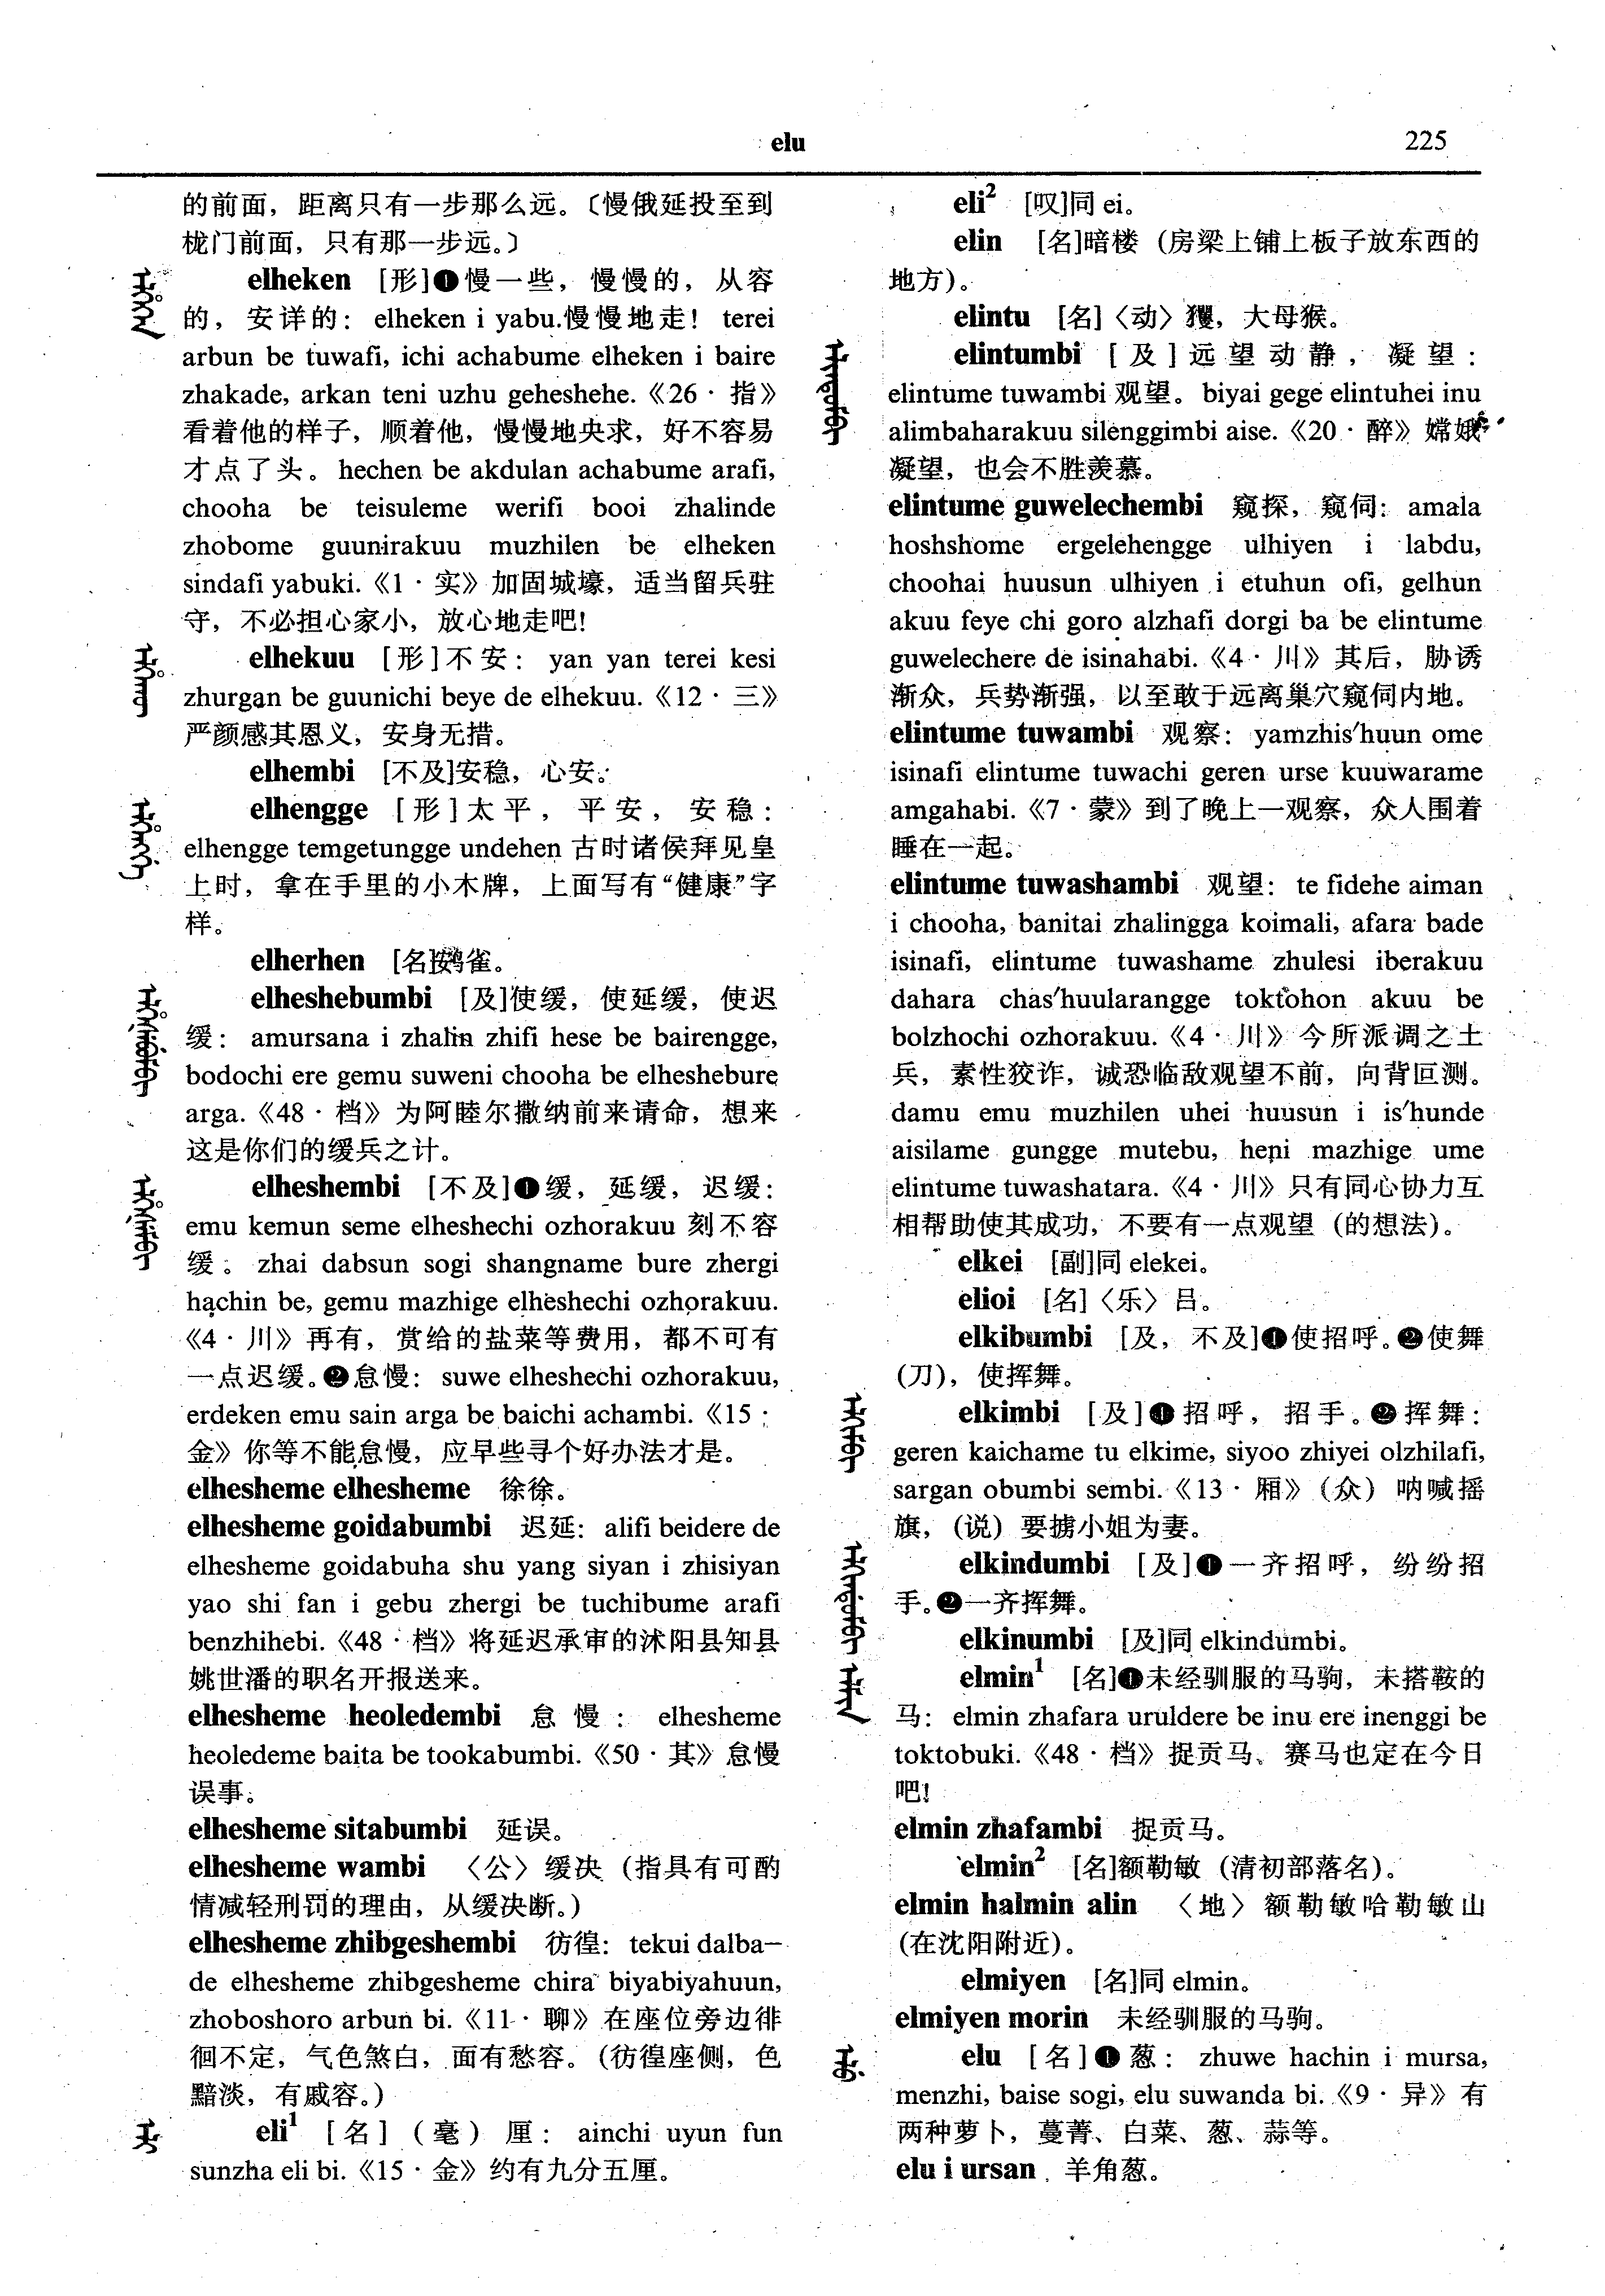 elu
225
的前面，距离只有一步那么远。〔慢俄延投至到
栊门前面，只有那一步远。〕
elheken [形]❶慢一些，慢慢的，从容
的，安详的：elheken i yabu.慢慢地走！terei
arbun be tuwafi, ichi achabume elheken i baire
zhakade, arkan teni uzhu geheshehe.《26·指》
看着他的样子，顺着他，慢慢地央求，好不容易
才点了头。hechen be akdulan achabume arafi,
chooha be teisuleme werifi booi zhalinde
zhobome guunirakuu muzhilen be elheken
sindafi yabuki.《1·实》加固城壕，适当留兵驻
守，不必担心家小，放心地走吧！
elhekuu [形]不安：yan yan terei kesi
zhurgan be guunichi beye de elhekuu.《12·三》
严颜感其恩义，安身无措。
elhembi [不及]安稳，心安。
elhengge [形]太平，平安，安稳：
elhengge temgetungge undehen 古时诸侯拜见皇
上时，拿在手里的小木牌，上面写有“健康”字
样。
elherhen [名]鹌雀。
elheshebumbi [及]使缓，使延缓，使迟
缓：amursana i zhalin zhifi hese be bairengge,
bodochi ere gemu suweni chooha be elheshebure
arga.《48·档》为阿睦尔撒纳前来请命，想来
这是你们的缓兵之计。
elheshembi [不及]❶缓，延缓，迟缓：
emu kemun seme elheshechi ozhorakuu 刻不容
缓。zhai dabsun sogi shangname bure zhergi
hachin be, gemu mazhige elheshechi ozhorakuu.
《4·川》再有，赏给的盐菜等费用，都不可有
一点迟缓。❷怠慢：suwe elheshechi ozhorakuu,
erdeken emu sain arga be baichi achambi.《15·
金》你等不能怠慢，应早些寻个好办法才是。
elhesheme elhesheme 徐徐。
elhesheme goidabumbi 迟延：alifi beidere de
elhesheme goidabuha shu yang siyan i zhisiyan
yao shi fan i gebu zhergi be tuchibume arafi
benzhihebi.《48·档》将延迟承审的沭阳县知县
姚世潘的职名开报送来。
elhesheme heoledembi 怠慢：elhesheme
heoledeme baita be tookabumbi.《50·其》怠慢
误事。
elhesheme sitabumbi 延误。
elhesheme wambi 〈公〉缓决（指具有可酌
情减轻刑罚的理由，从缓决断。）
elhesheme zhibgeshembi 彷徨：tekui dalba—
de elhesheme zhibgesheme chira biyabiyahuun,
zhoboshoro arbun bi.《11·聊》在座位旁边徘
徊不定，气色煞白，面有愁容。（彷徨座侧，色
黯淡，有戚容。）
eli¹ [名]（毫）厘：ainchi uyun fun
sunzha eli bi.《15·金》约有九分五厘。
eli² [叹]同 ei。
elin [名]暗楼（房梁上铺上板子放东西的
地方）。
elintu [名]〈动〉玃，大母猴。
elintumbi [及]远望动静，凝望：
elintume tuwambi 观望。biyai gege elintuhei inu
alimbaharakuu silenggimbi aise.《20·醉》嫦娥
凝望，也会不胜羡慕。
elintume guwelechembi 窥探，窥伺：amala
hoshshome ergelehengge ulhiyen i labdu,
choohai huusun ulhiyen i etuhun ofi, gelhun
akuu feye chi goro alzhafi dorgi ba be elintume
guwelechere de isinahabi.《4·川》其后，胁诱
渐众，兵势渐强，以至敢于远离巢穴窥伺内地。
elintume tuwambi 观察：yamzhis′huun ome
isinafi elintume tuwachi geren urse kuuwarame
amgahabi.《7·蒙》到了晚上一观察，众人围着
睡在一起。
elintume tuwashambi 观望：te fidehe aiman
i chooha, banitai zhalingga koimali, afara bade
isinafi, elintume tuwashame zhulesi iberakuu
dahara chas′huularangge toktohon akuu be
bolzhochi ozhorakuu.《4·川》今所派调之土
兵，素性狡诈，诚恐临敌观望不前，向背叵测。
damu emu muzhilen uhei huusun i is′hunde
aisilame gungge mutebu, heni mazhige ume
elintume tuwashatara.《4·川》只有同心协力互
相帮助使其成功，不要有一点观望（的想法）。
elkei [副]同 elekei。
elioi [名]〈乐〉吕。
elkibumbi [及，不及]❶使招呼。❷使舞
（刀），使挥舞。
elkimbi [及]❶招呼，招手。❷挥舞：
geren kaichame tu elkime, siyoo zhiyei olzhilafi,
sargan obumbi sembi.《13·厢》（众）呐喊摇
旗，（说）要掳小姐为妻。
elkindumbi [及]❶一齐招呼，纷纷招
手。❷一齐挥舞。
elkinumbi [及]同 elkindumbi。
elmin¹ [名]❶未经驯服的马驹，未搭鞍的
马：elmin zhafara uruldere be inu ere inenggi be
toktobuki.《48·档》捉贡马、赛马也定在今日
吧！
elmin zhafambi 捉贡马。
elmin² [名]额勒敏（清初部落名）。
elmin halmin alin 〈地〉额勒敏哈勒敏山
（在沈阳附近）。
elmiyen [名]同 elmin。
elmiyen morin 未经驯服的马驹。
elu [名]❶葱：zhuwe hachin i mursa,
menzhi, baise sogi, elu suwanda bi.《9·异》有
两种萝卜，蔓菁、白菜、葱、蒜等。
elu i ursan 羊角葱。